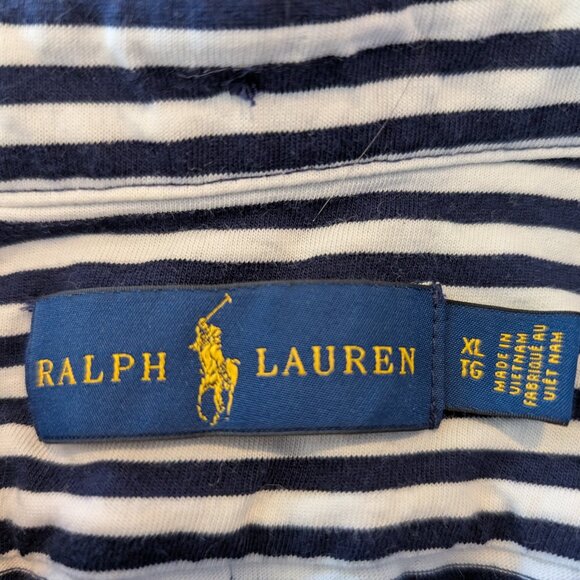 RALPH LAUREN
XL
TG
MADE IN
VIETNAM
FABRIQUÉ AU
VIÊT NAM